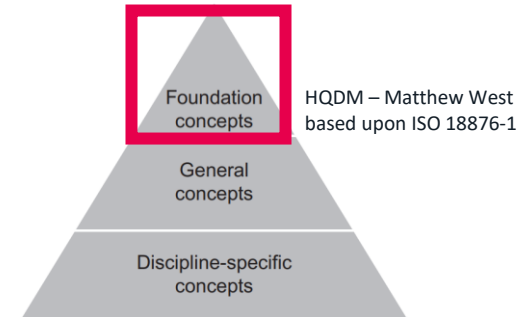 Foundation
concepts
HQDM – Matthew West
based upon ISO 18876-1
General
concepts
Discipline-specific
concepts